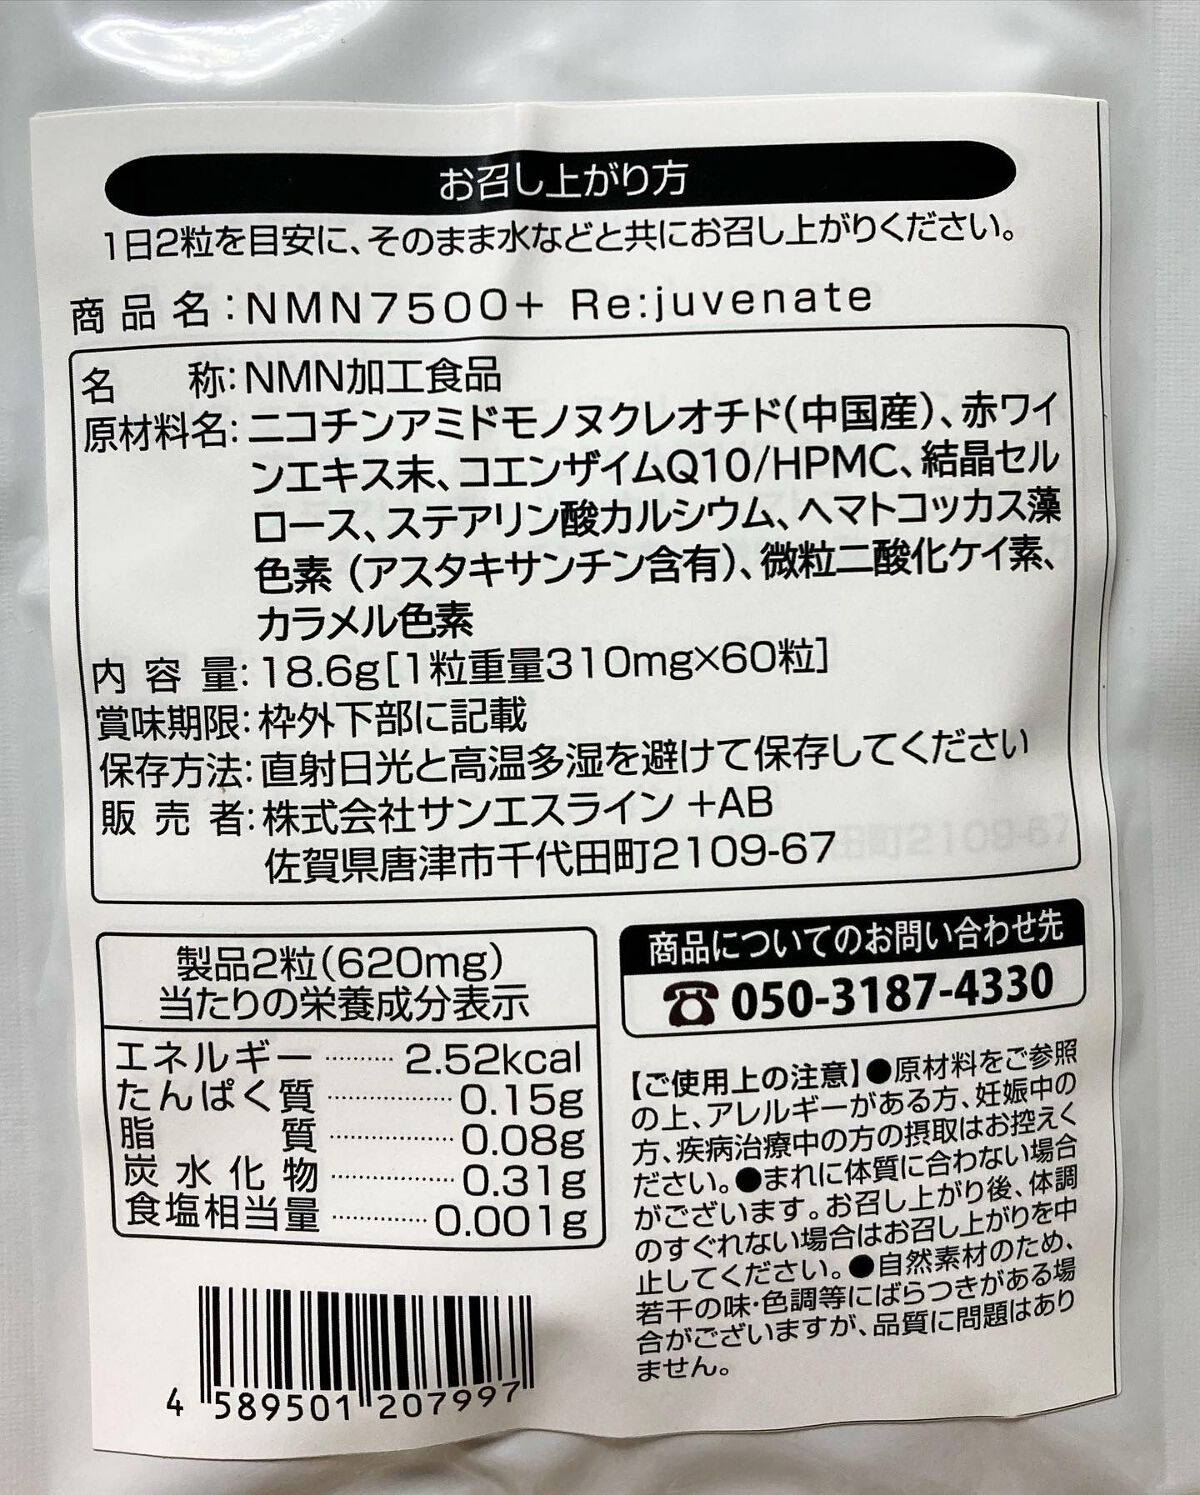 お召し上がり方
1日2粒を目安に、そのまま水などと共にお召し上がりください。
商品名:NMN7500+ Re:juvenate
名　称:NMN加工食品
原材料名:ニコチンアミドモノヌクレオチド(中国産)、赤ワイ
ンエキス末、コエンザイムQ10/HPMC、結晶セル
ロース、ステアリン酸カルシウム、ヘマトコッカス藻
色素(アスタキサンチン含有)、微粒二酸化ケイ素、
カラメル色素
内容量:18.6g[1粒重量310mg×60粒]
賞味期限:枠外下部に記載
保存方法:直射日光と高温多湿を避けて保存してください
販売者:株式会社サンエスライン +AB
佐賀県唐津市千代田町2109-67
製品2粒(620mg)
当たりの栄養成分表示
エネルギー ……… 2.52kcal
たんぱく質 ……… 0.15g
脂質 ……… 0.08g
炭水化物 ……… 0.31g
食塩相当量 ……… 0.001g
商品についてのお問い合わせ先
☎050-3187-4330
【ご使用上の注意】●原材料をご参照
の上、アレルギーがある方、妊娠中の
方、疾病治療中の方の摂取はお控えく
ださい。●まれに体質に合わない場合
がございます。お召し上がり後、体調
のすぐれない場合はお召し上がりを中
止してください。●自然素材のため、
若干の味・色調等にばらつきがある場
合がございますが、品質に問題はあり
ません。
4 589501 207997